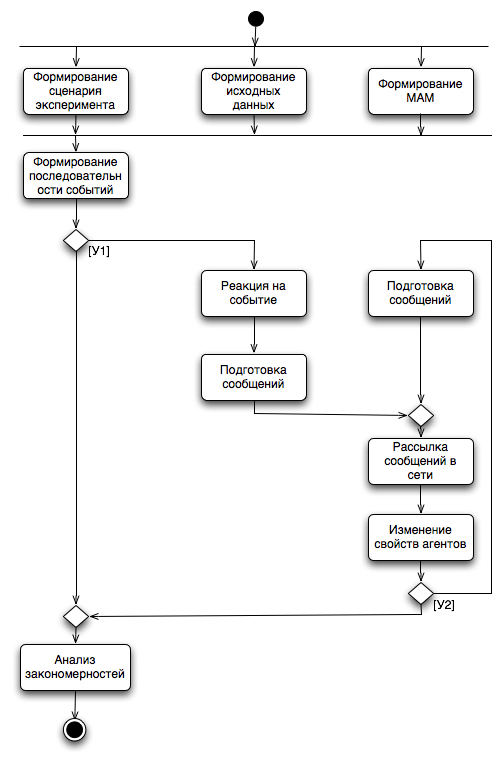 Формирование
сценария
эксперимента
Формирование
исходных
данных
Формирование
МАМ
Формирование
последовательн
ости событий
[У1]
Реакция на
событие
Подготовка
сообщений
Подготовка
сообщений
Рассылка
сообщений в
сети
Изменение
свойств агентов
[У2]
Анализ
закономерностей